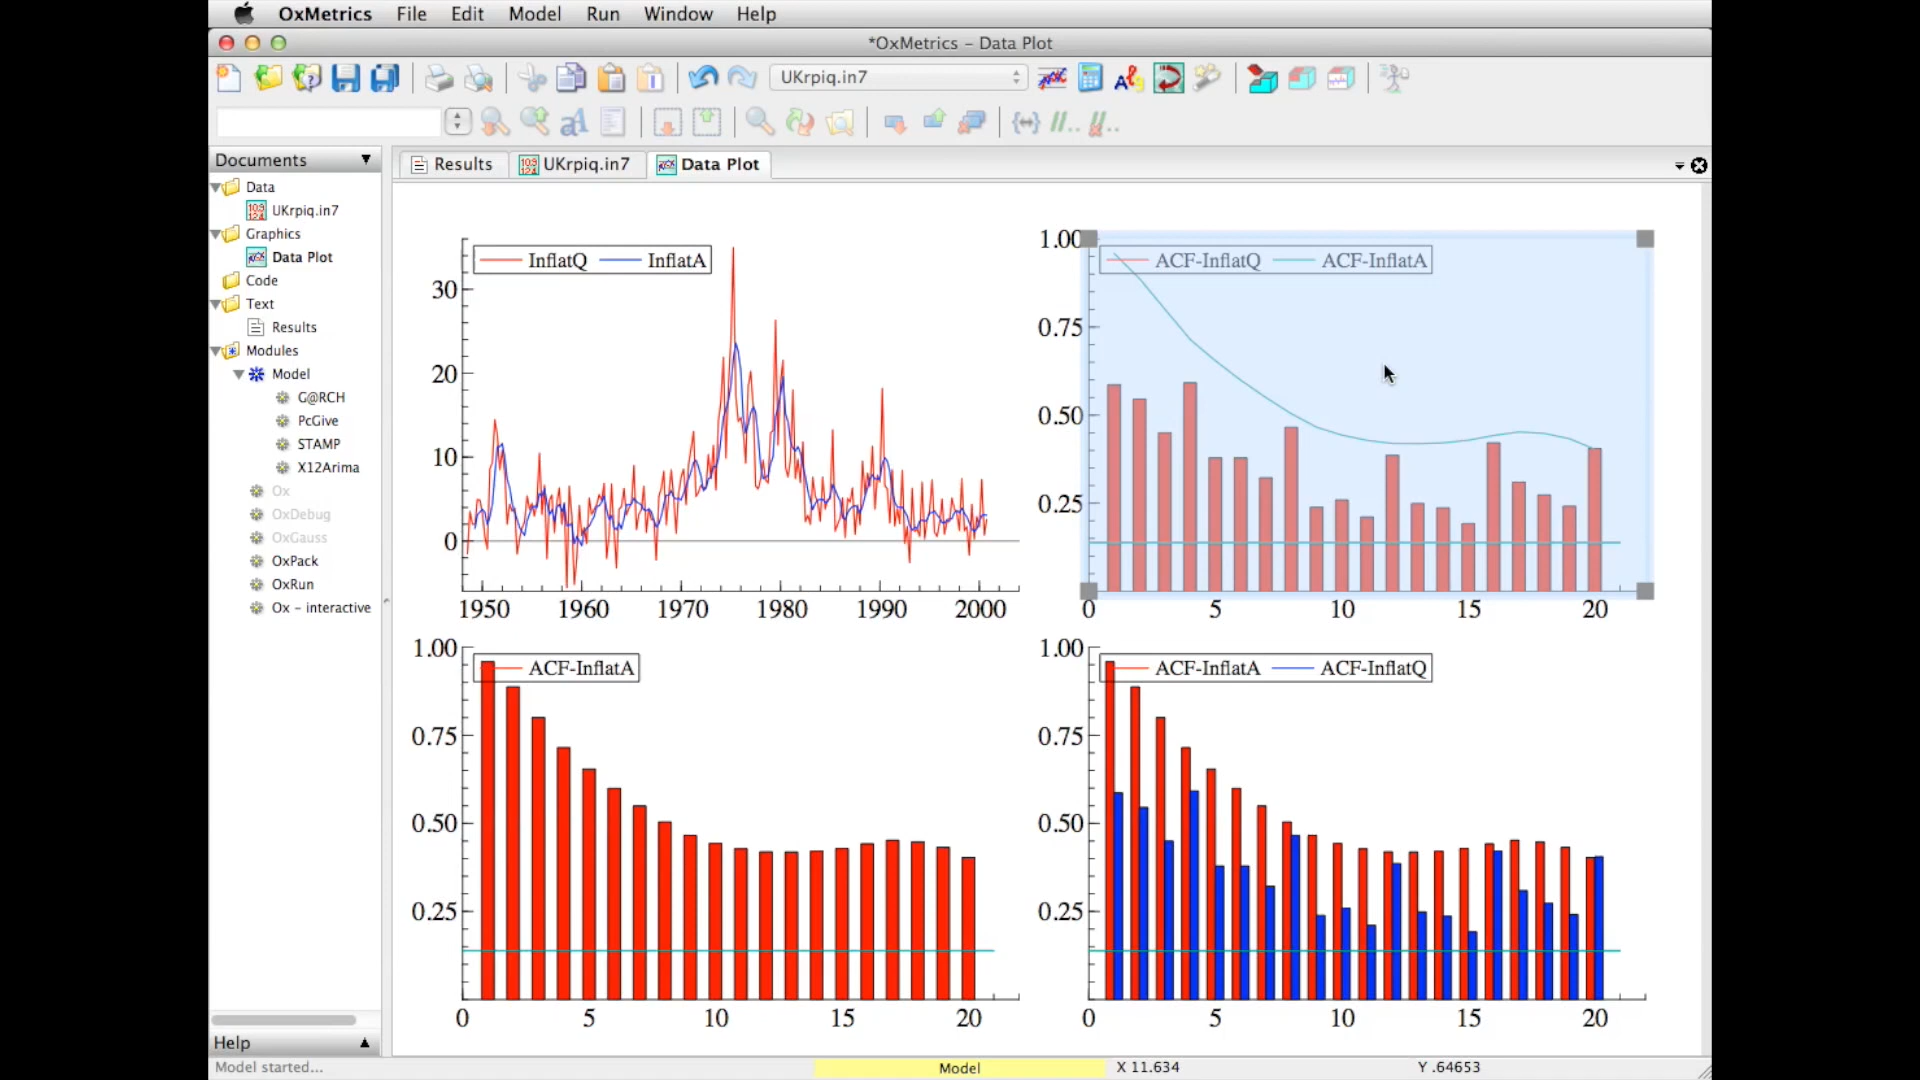 OxMetrics File Edit Model Run Window Help
*OxMetrics – Data Plot
UKrpiq.in7
Documents
Results UKrpiq.in7 Data Plot
Data
UKrpiq.in7
Graphics
Data Plot
Code
Text
Results
Modules
Model
G@RCH
PcGive
STAMP
X12Arima
Ox
OxDebug
OxGauss
OxPack
OxRun
Ox – interactive
InflatQ InflatA
30
20
10
0
1950 1960 1970 1980 1990 2000
ACF-InflatQ ACF-InflatA
1.00
0.75
0.50
0.25
0 5 10 15 20
ACF-InflatA
1.00
0.75
0.50
0.25
0 5 10 15 20
ACF-InflatA ACF-InflatQ
1.00
0.75
0.50
0.25
0 5 10 15 20
Help
Model started... Model X 11.634 Y .64653